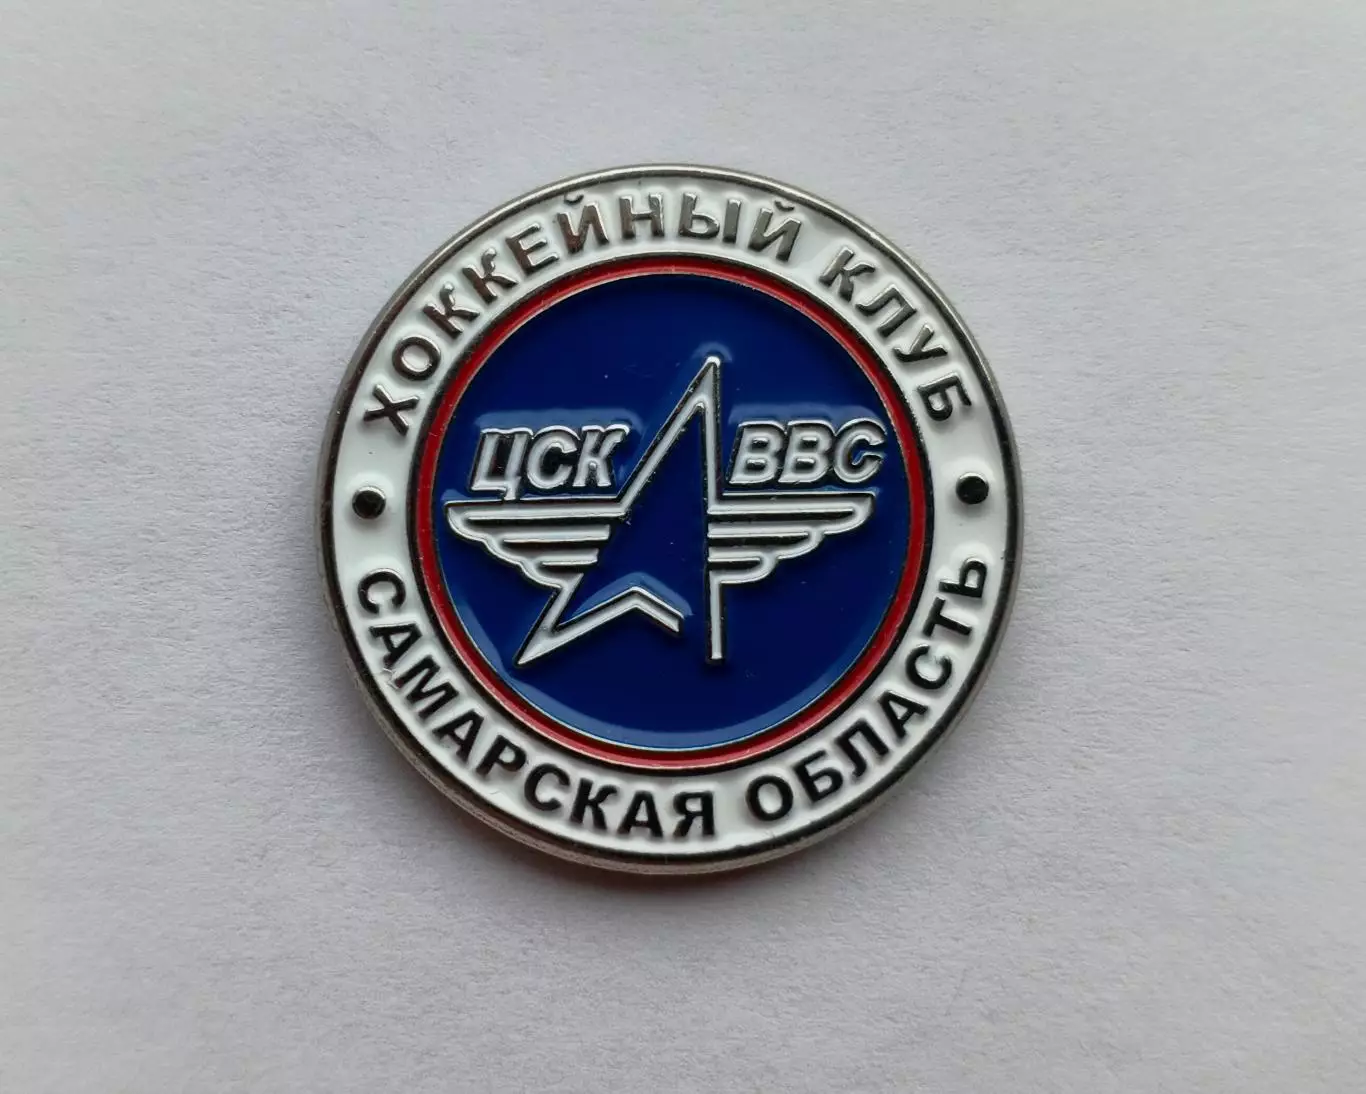 ХОККЕЙНЫЙ КЛУБ
ЦСК ВВС
САМАРСКАЯ ОБЛАСТЬ